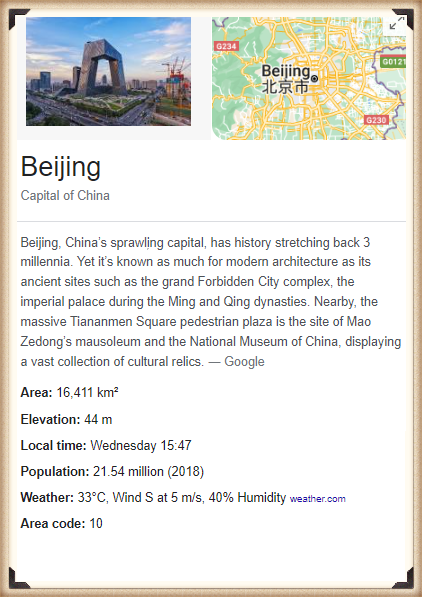 G234
G0121
Beijing
北京市
G230
Beijing
Capital of China
Beijing, China's sprawling capital, has history stretching back 3
millennia. Yet it's known as much for modern architecture as its
ancient sites such as the grand Forbidden City complex, the
imperial palace during the Ming and Qing dynasties. Nearby, the
massive Tiananmen Square pedestrian plaza is the site of Mao
Zedong's mausoleum and the National Museum of China, displaying
a vast collection of cultural relics. — Google
Area: 16,411 km²
Elevation: 44 m
Local time: Wednesday 15:47
Population: 21.54 million (2018)
Weather: 33°C, Wind S at 5 m/s, 40% Humidity weather.com
Area code: 10